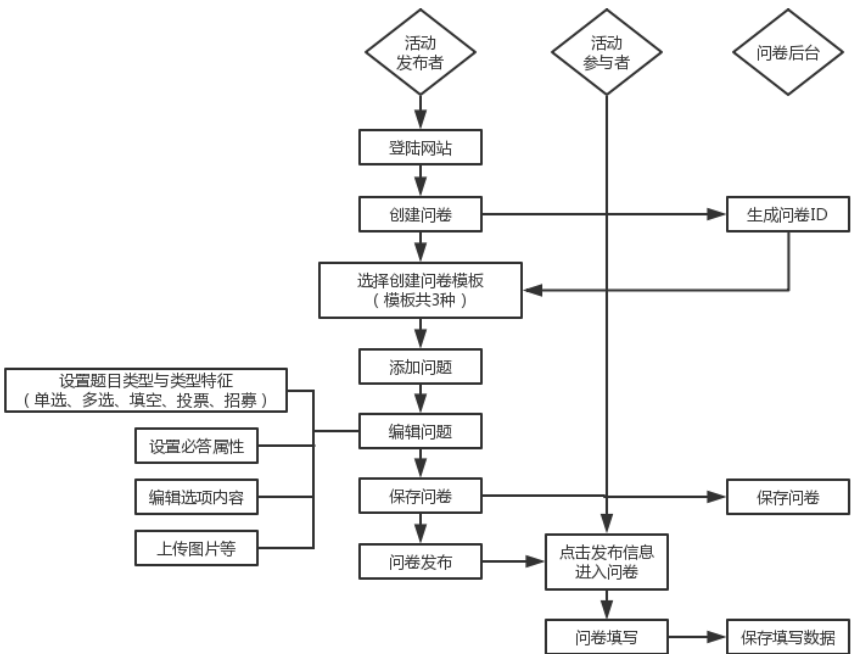 活动
发布者
活动
参与者
问卷后台
登陆网站
创建问卷
生成问卷ID
选择创建问卷模板
（模板共3种）
添加问题
设置题目类型与类型特征
（单选、多选、填空、投票、招募）
编辑问题
设置必答属性
编辑选项内容
保存问卷
保存问卷
上传图片等
问卷发布
点击发布信息
进入问卷
问卷填写
保存填写数据